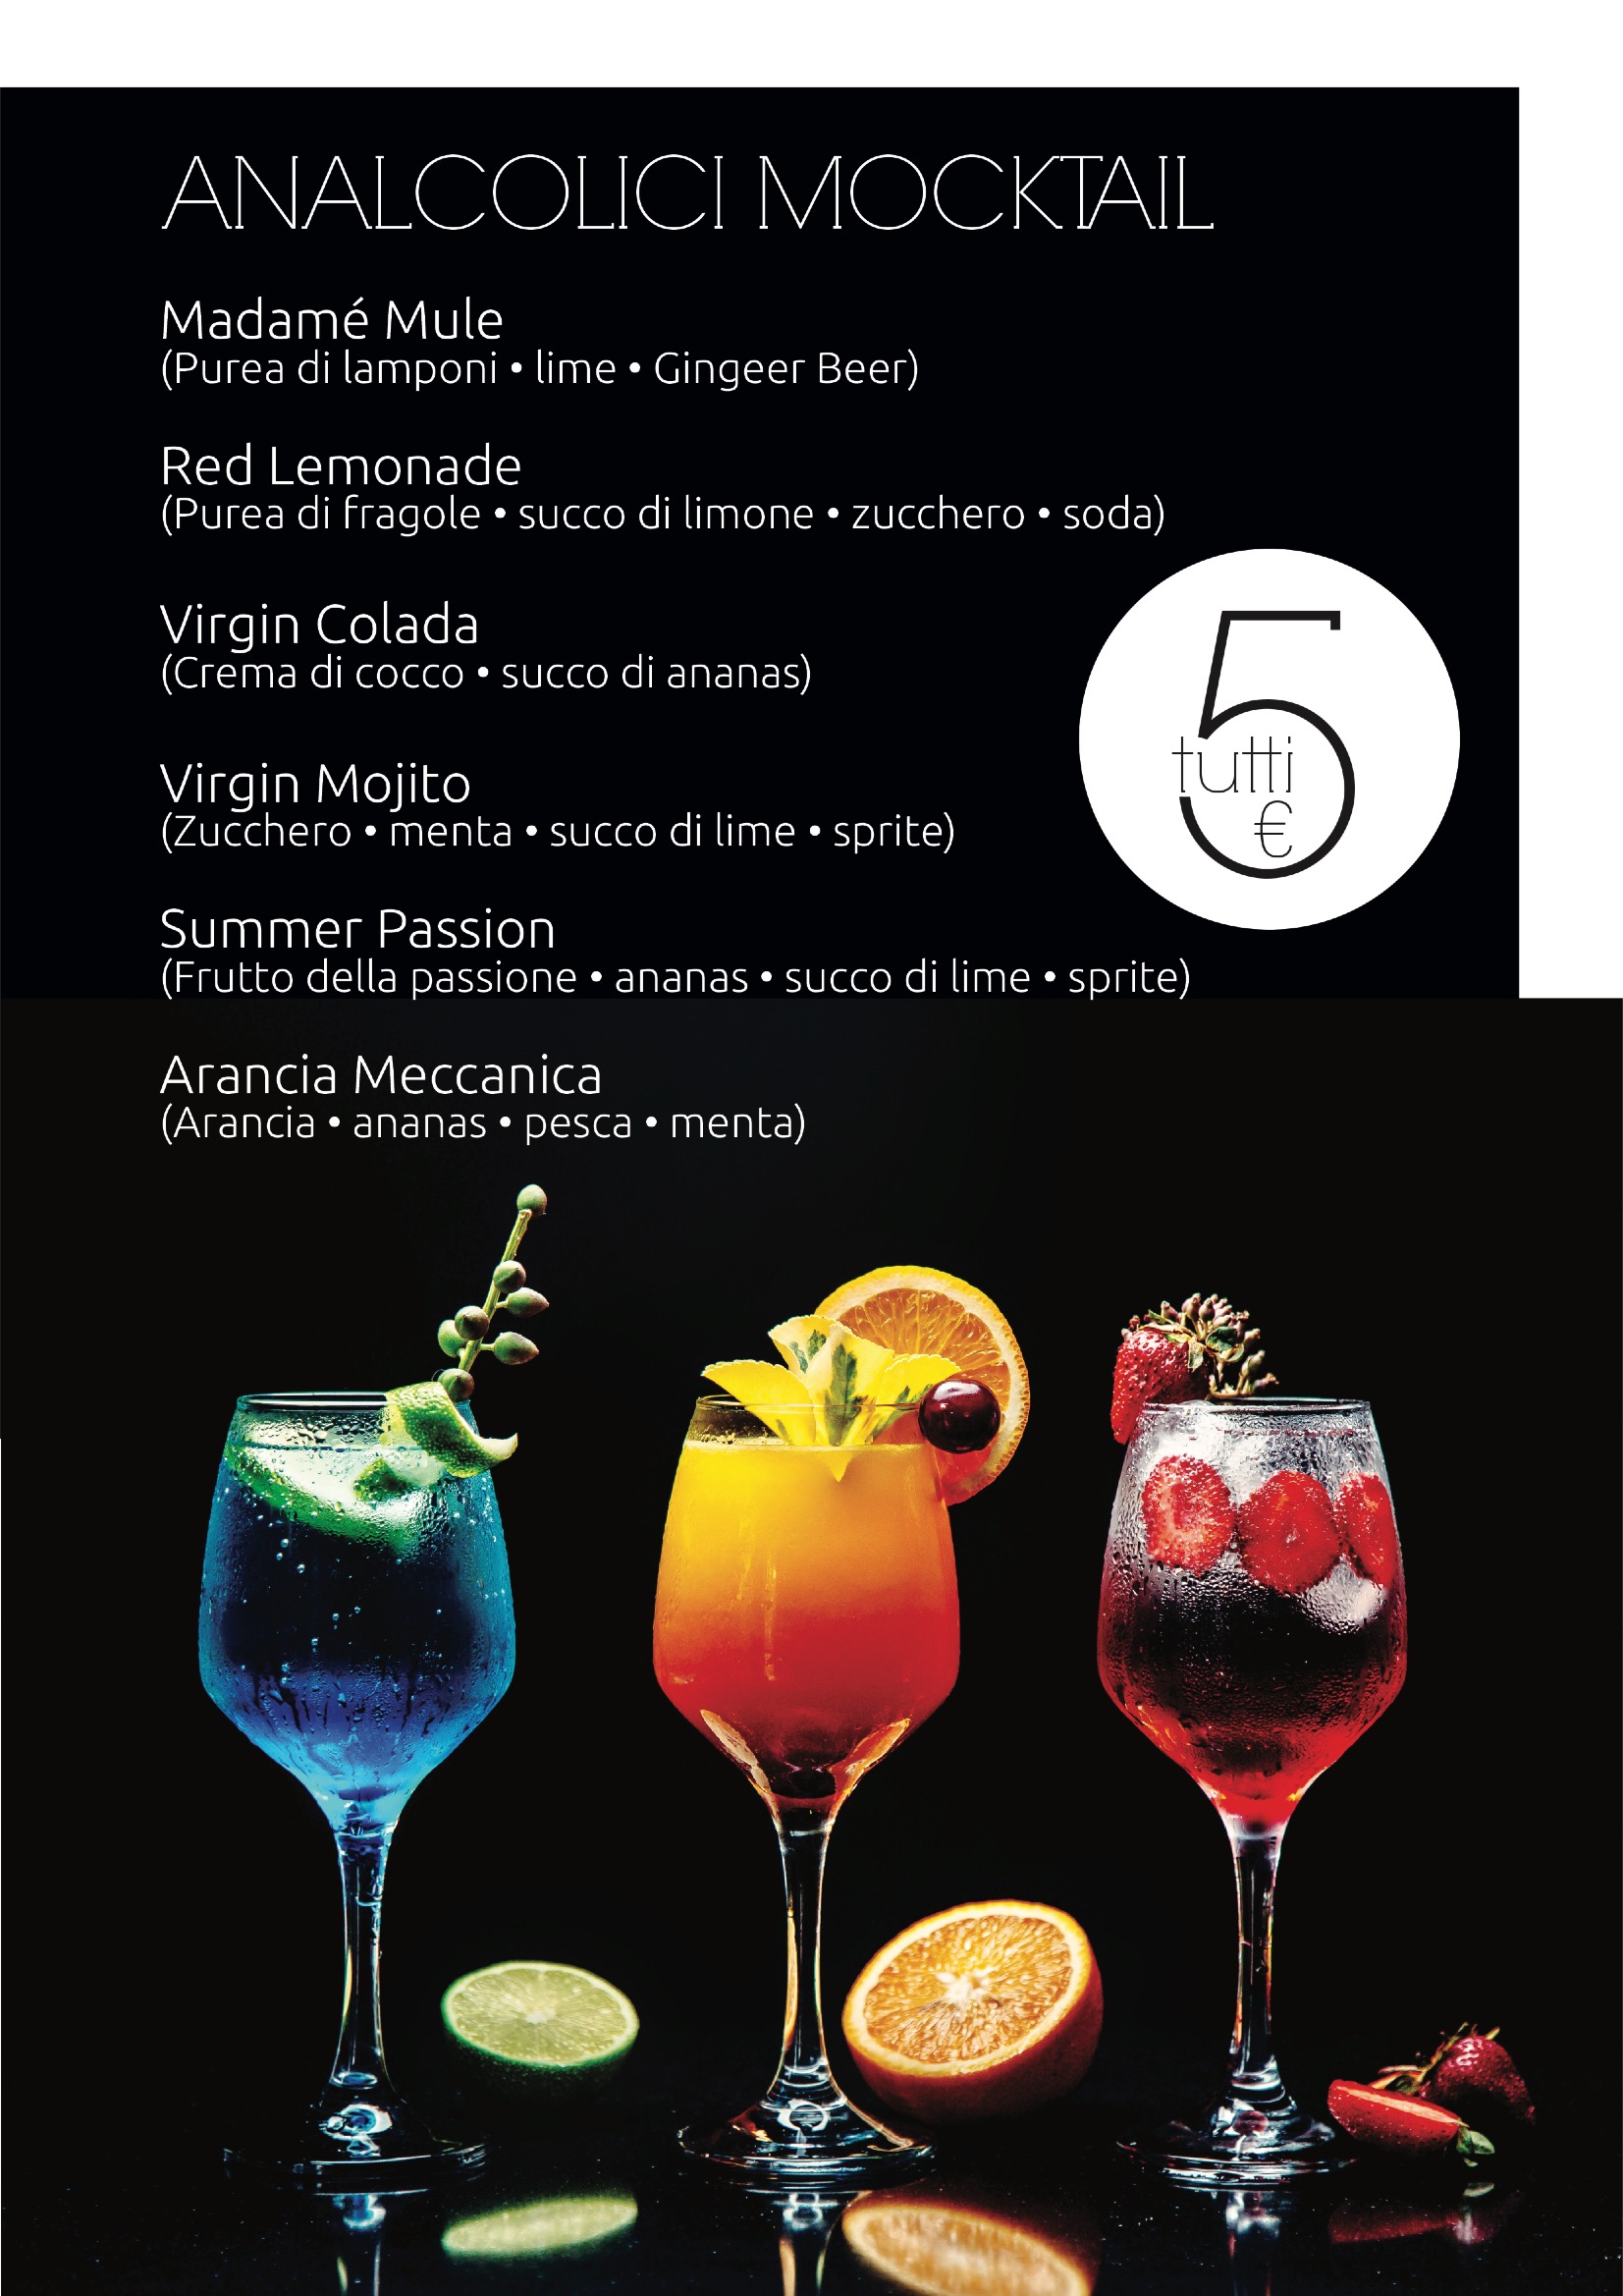 ANALCOLICI MOCKTAIL
Madamé Mule
(Purea di lamponi • lime • Gingeer Beer)
Red Lemonade
(Purea di fragole • succo di limone • zucchero • soda)
Virgin Colada
(Crema di cocco • succo di ananas)
5
tutti
€
Virgin Mojito
(Zucchero • menta • succo di lime • sprite)
Summer Passion
(Frutto della passione • ananas • succo di lime • sprite)
Arancia Meccanica
(Arancia • ananas • pesca • menta)